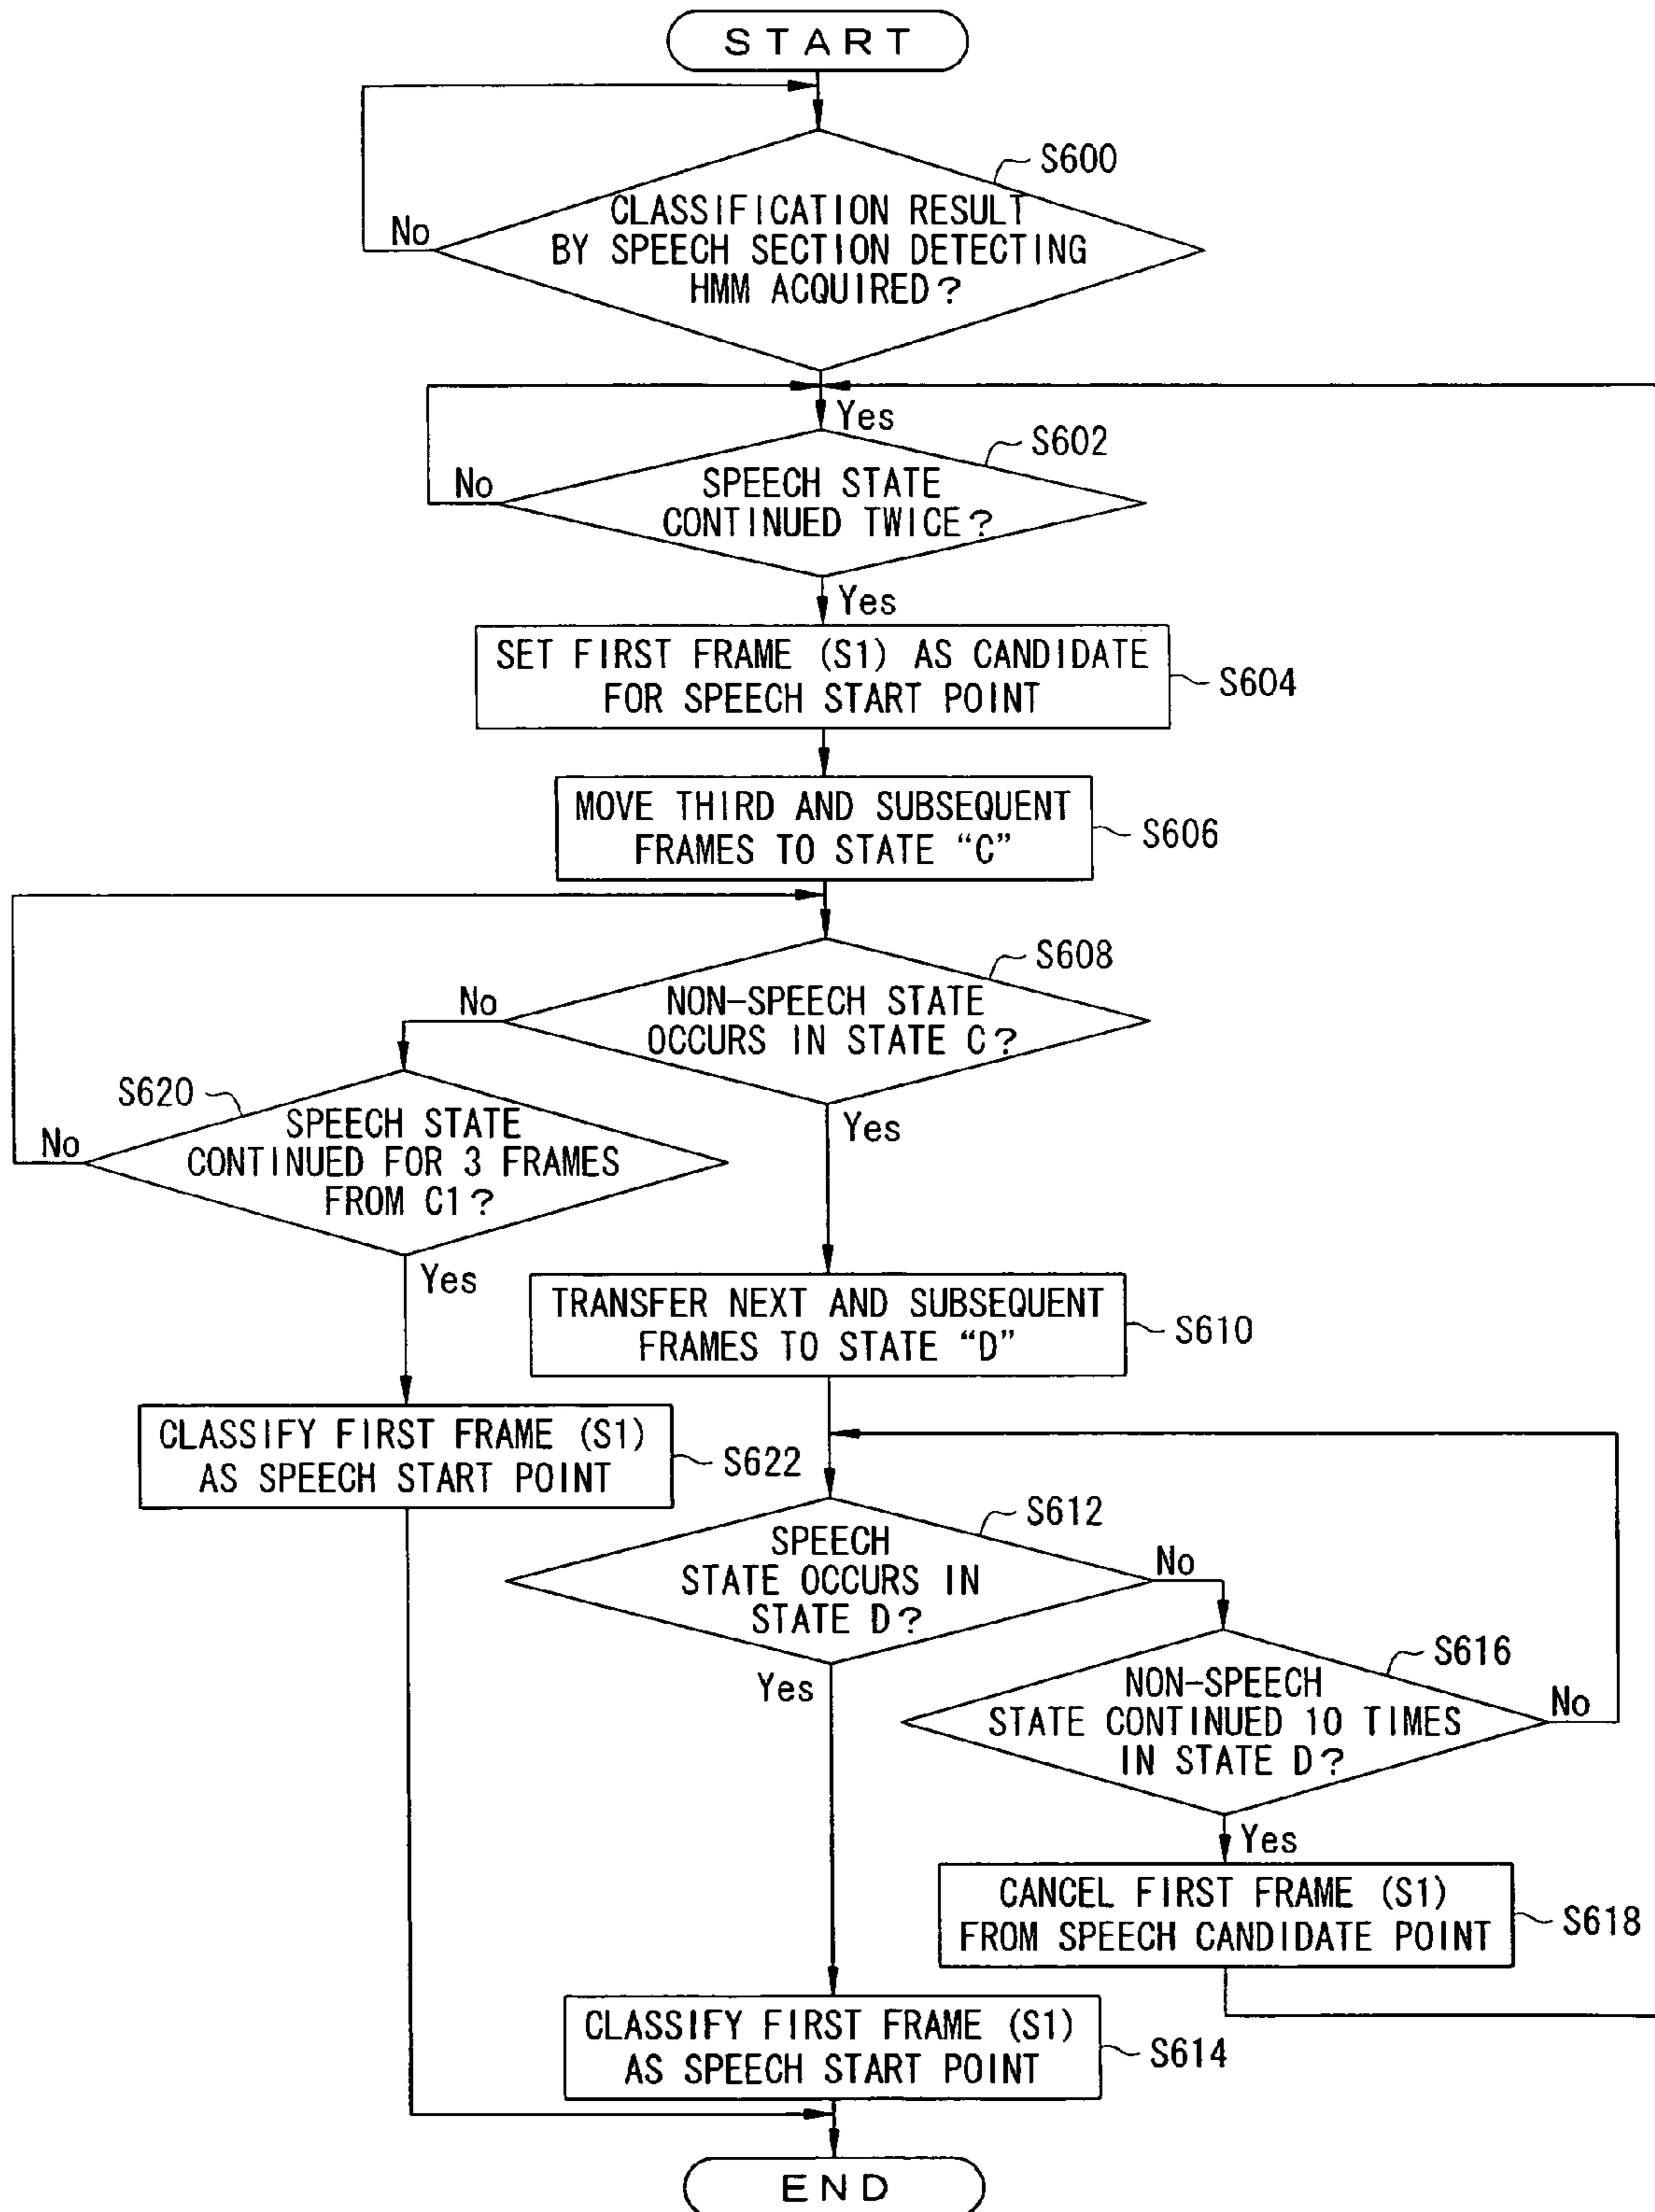 START
S600
CLASSIFICATION RESULT
BY SPEECH SECTION DETECTING
HMM ACQUIRED?
No
Yes
S602
SPEECH STATE
CONTINUED TWICE?
No
Yes
SET FIRST FRAME (S1) AS CANDIDATE
FOR SPEECH START POINT
S604
MOVE THIRD AND SUBSEQUENT
FRAMES TO STATE “C”
S606
S608
NON-SPEECH STATE
OCCURS IN STATE C?
No
Yes
S620
SPEECH STATE
CONTINUED FOR 3 FRAMES
FROM C1?
No
Yes
TRANSFER NEXT AND SUBSEQUENT
FRAMES TO STATE “D”
S610
CLASSIFY FIRST FRAME (S1)
AS SPEECH START POINT
S622
S612
SPEECH
STATE OCCURS IN
STATE D?
No
Yes
S616
NON-SPEECH
STATE CONTINUED 10 TIMES
IN STATE D?
No
Yes
CANCEL FIRST FRAME (S1)
FROM SPEECH CANDIDATE POINT
S618
CLASSIFY FIRST FRAME (S1)
AS SPEECH START POINT
S614
END